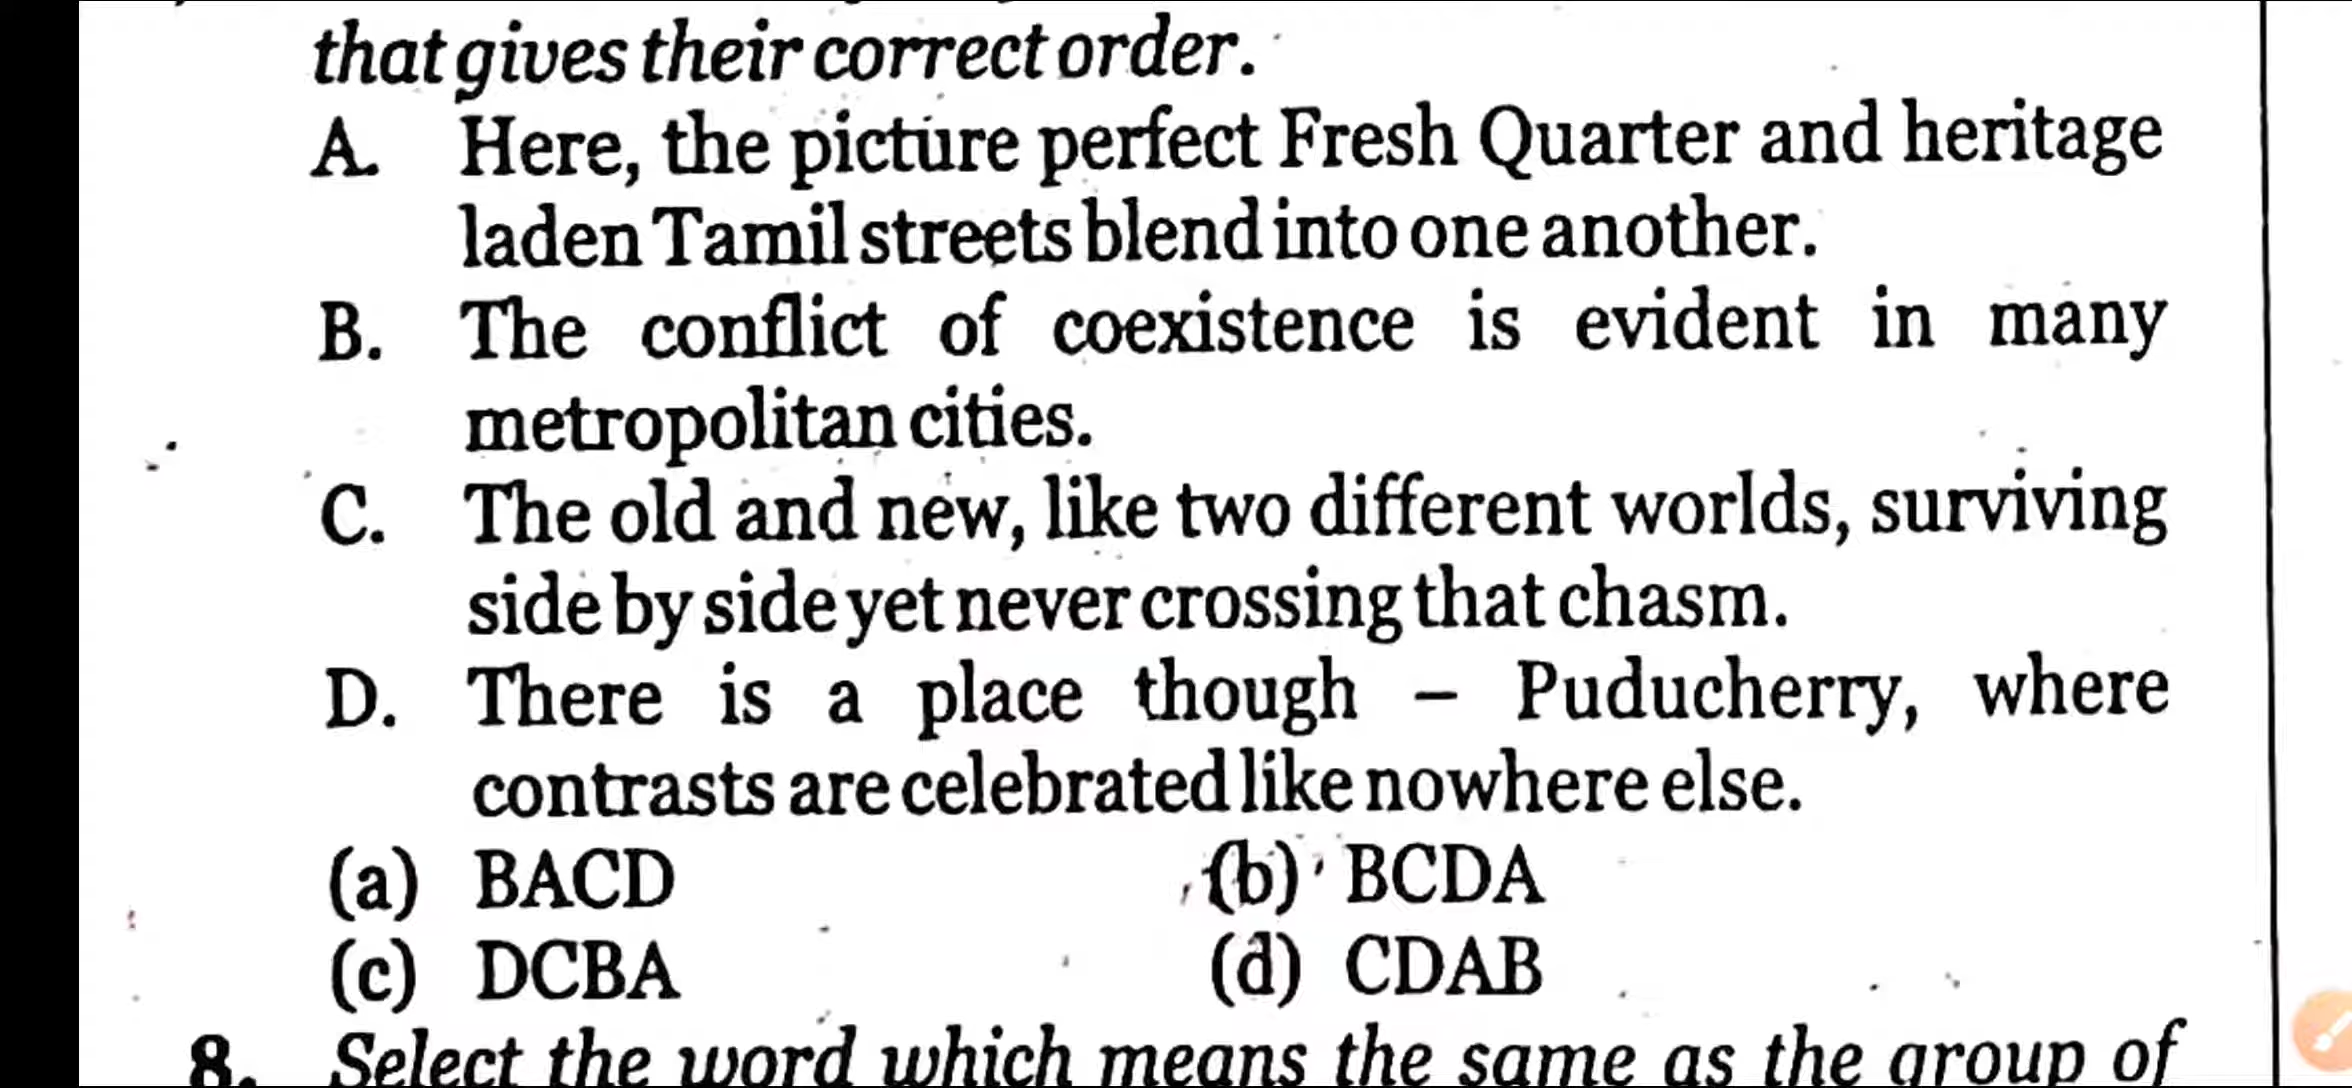 that gives their correct order.
A. Here, the picture perfect Fresh Quarter and heritage
laden Tamil streets blend into one another.
B. The conflict of coexistence is evident in many
metropolitan cities.
C. The old and new, like two different worlds, surviving
side by side yet never crossing that chasm.
D. There is a place though – Puducherry, where
contrasts are celebrated like nowhere else.
(a) BACD (b) BCDA
(c) DCBA (d) CDAB
8. Select the word which means the same as the group of